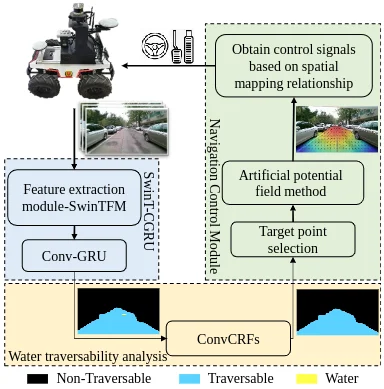 Obtain control signals
based on spatial
mapping relationship
Feature extraction
module-SwinTFM
Conv-GRU
SwinT-CGRU
Navigation Control Module
Artificial potential
field method
Target point
selection
ConvCRFs
Water traversability analysis
Non-Traversable
Traversable
Water